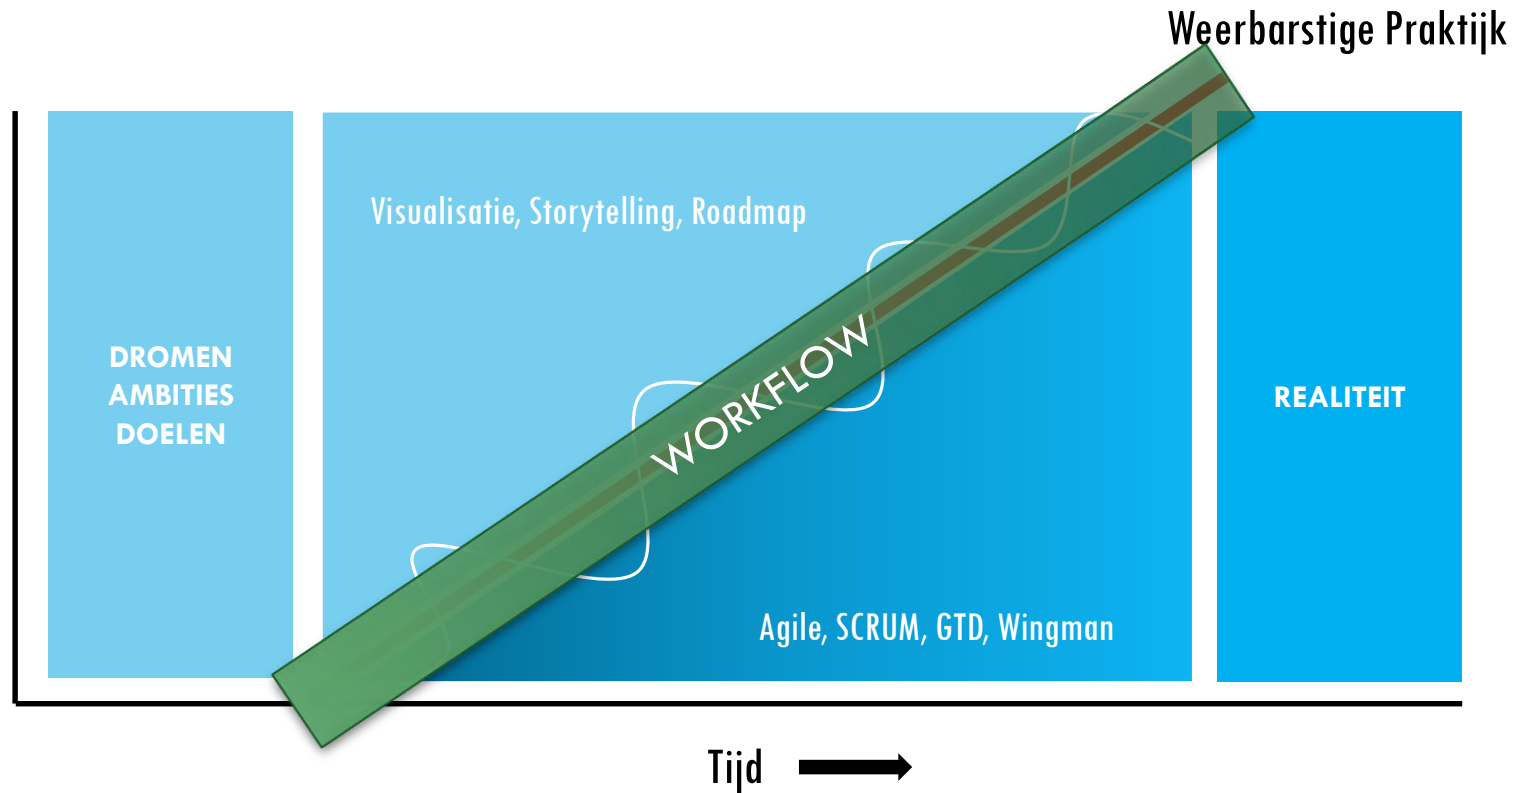 Weerbarstige Praktijk
Visualisatie, Storytelling, Roadmap
DROMEN
AMBITIES
DOELEN
WORKFLOW
REALITEIT
Agile, SCRUM, GTD, Wingman
Tijd